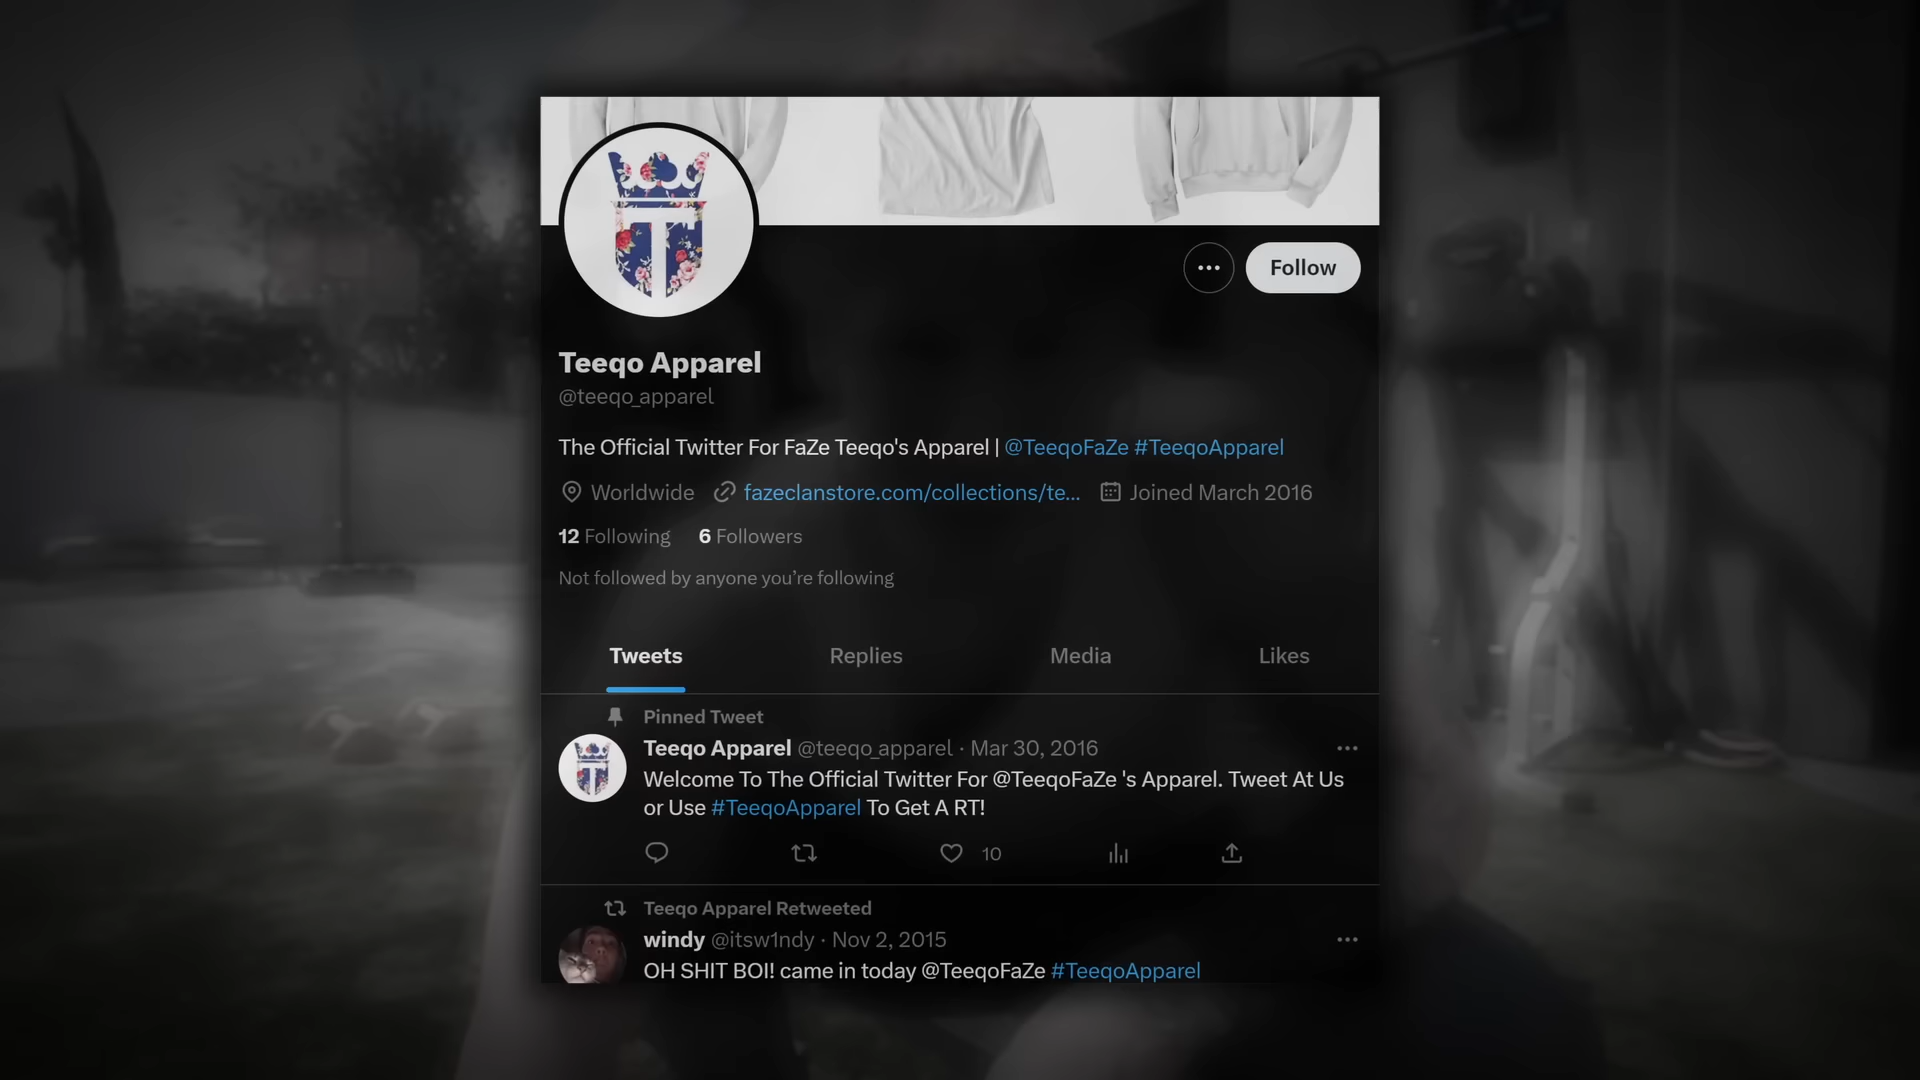 T
Follow
Teeqo Apparel
@teeqo_apparel
The Official Twitter For FaZe Teeqo's Apparel | @TeeqoFaZe #TeeqoApparel
Worldwide fazeclanstore.com/collections/te... Joined March 2016
12 Following 6 Followers
Not followed by anyone you’re following
Tweets Replies Media Likes
Pinned Tweet
Teeqo Apparel @teeqo_apparel · Mar 30, 2016
Welcome To The Official Twitter For @TeeqoFaZe 's Apparel. Tweet At Us
or Use #TeeqoApparel To Get A RT!
10
Teeqo Apparel Retweeted
windy @itsw1ndy · Nov 2, 2015
OH SHIT BOI! came in today @TeeqoFaZe #TeeqoApparel